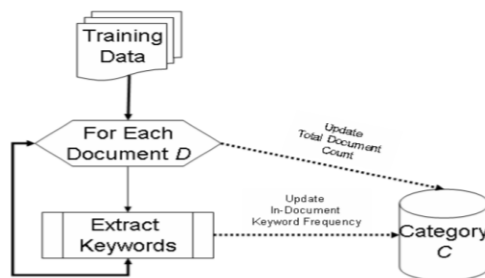 Training
Data
For Each
Document D
Update
Total Document
Count
Update
In-Document
Keyword Frequency
Extract
Keywords
Category
C